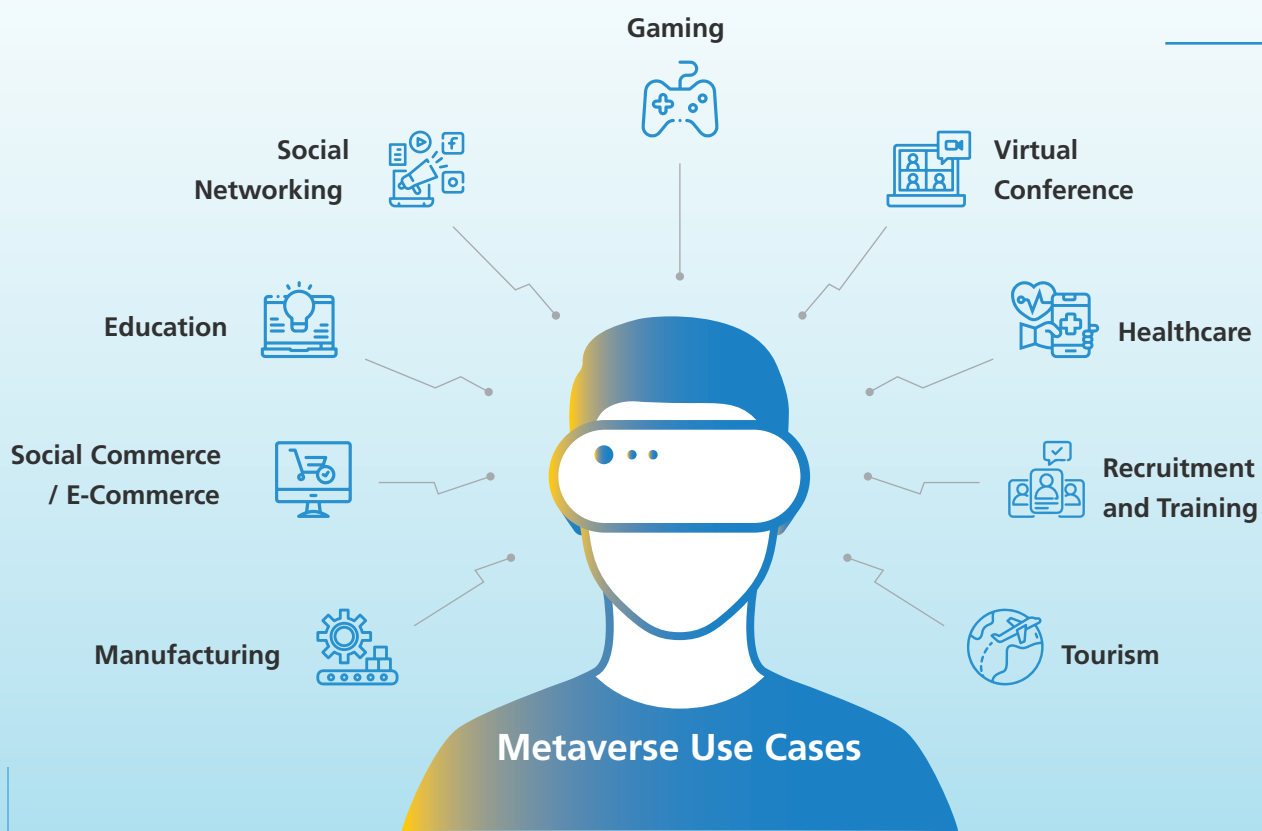 Gaming
Social
Networking
Virtual
Conference
Education
Healthcare
Social Commerce
/ E-Commerce
Recruitment
and Training
Manufacturing
Tourism
Metaverse Use Cases